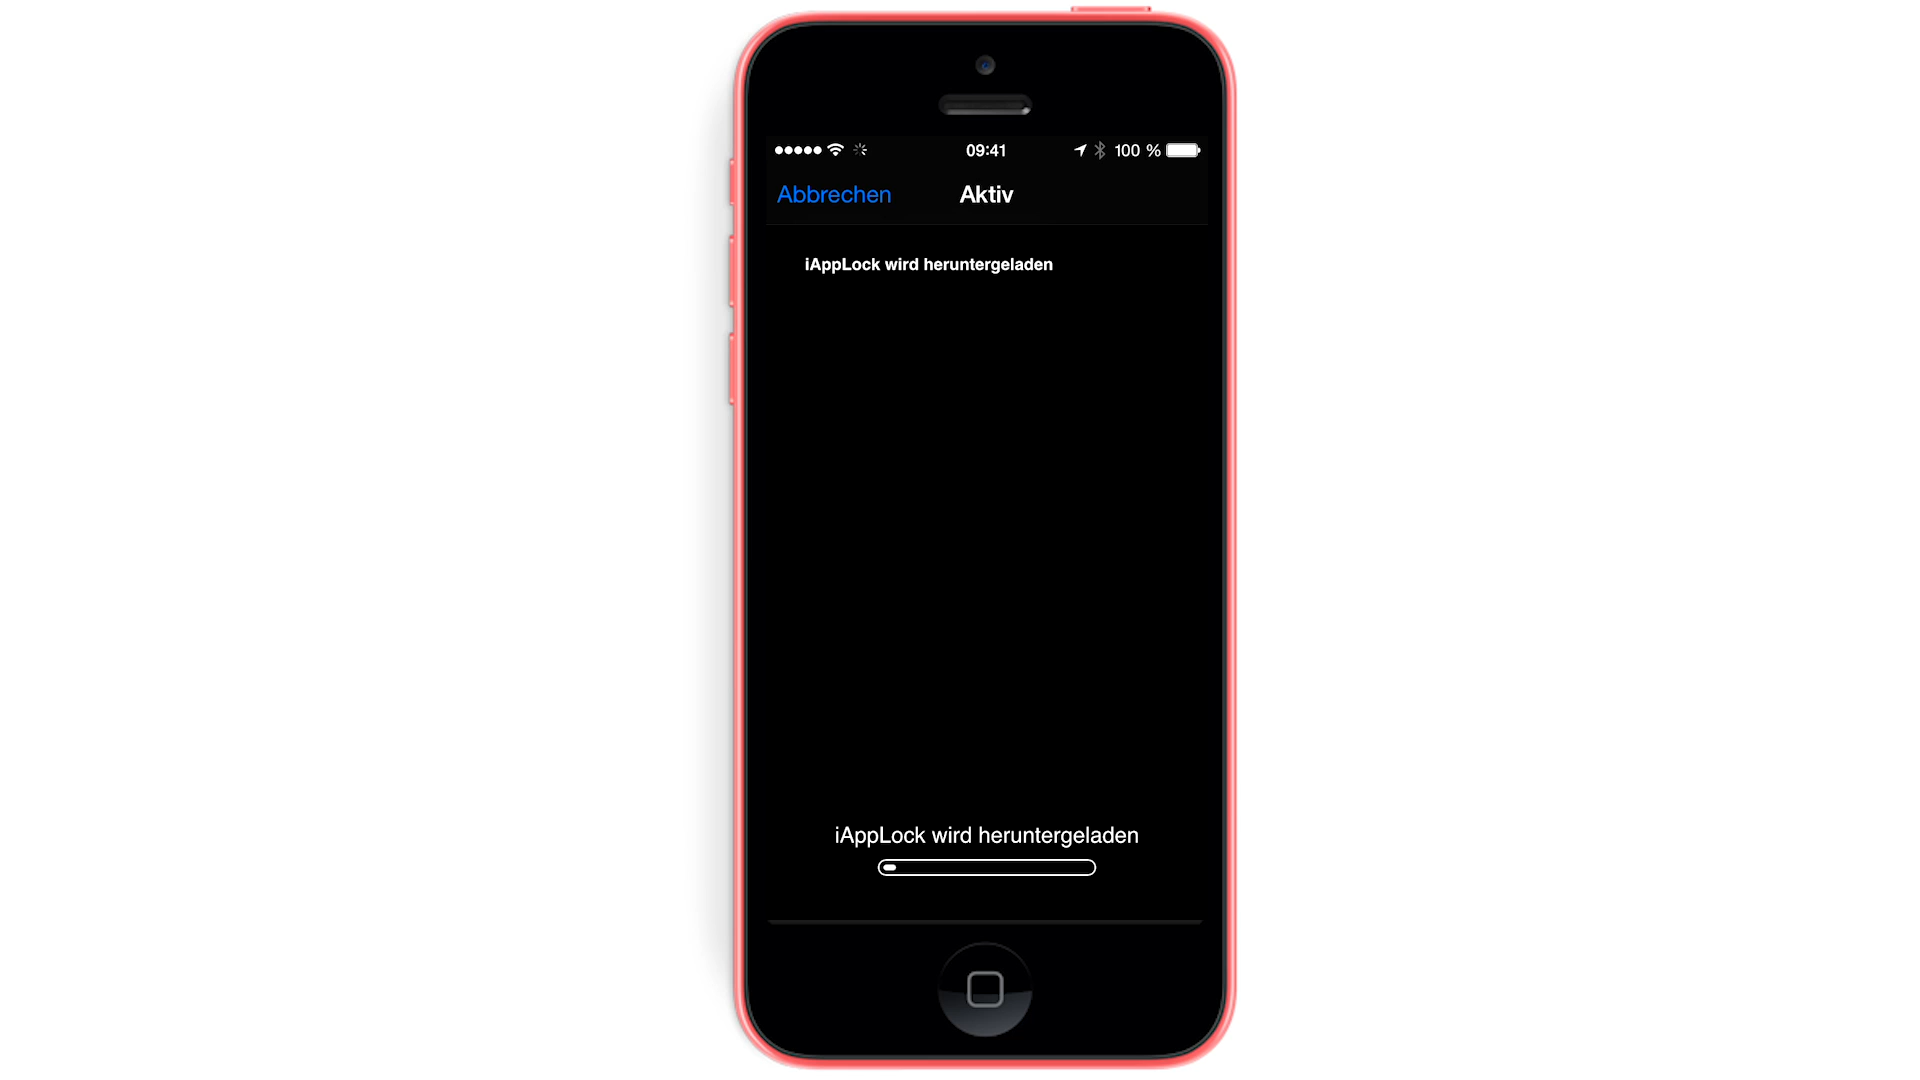 09:41
100 %
Abbrechen
Aktiv
iAppLock wird heruntergeladen
iAppLock wird heruntergeladen